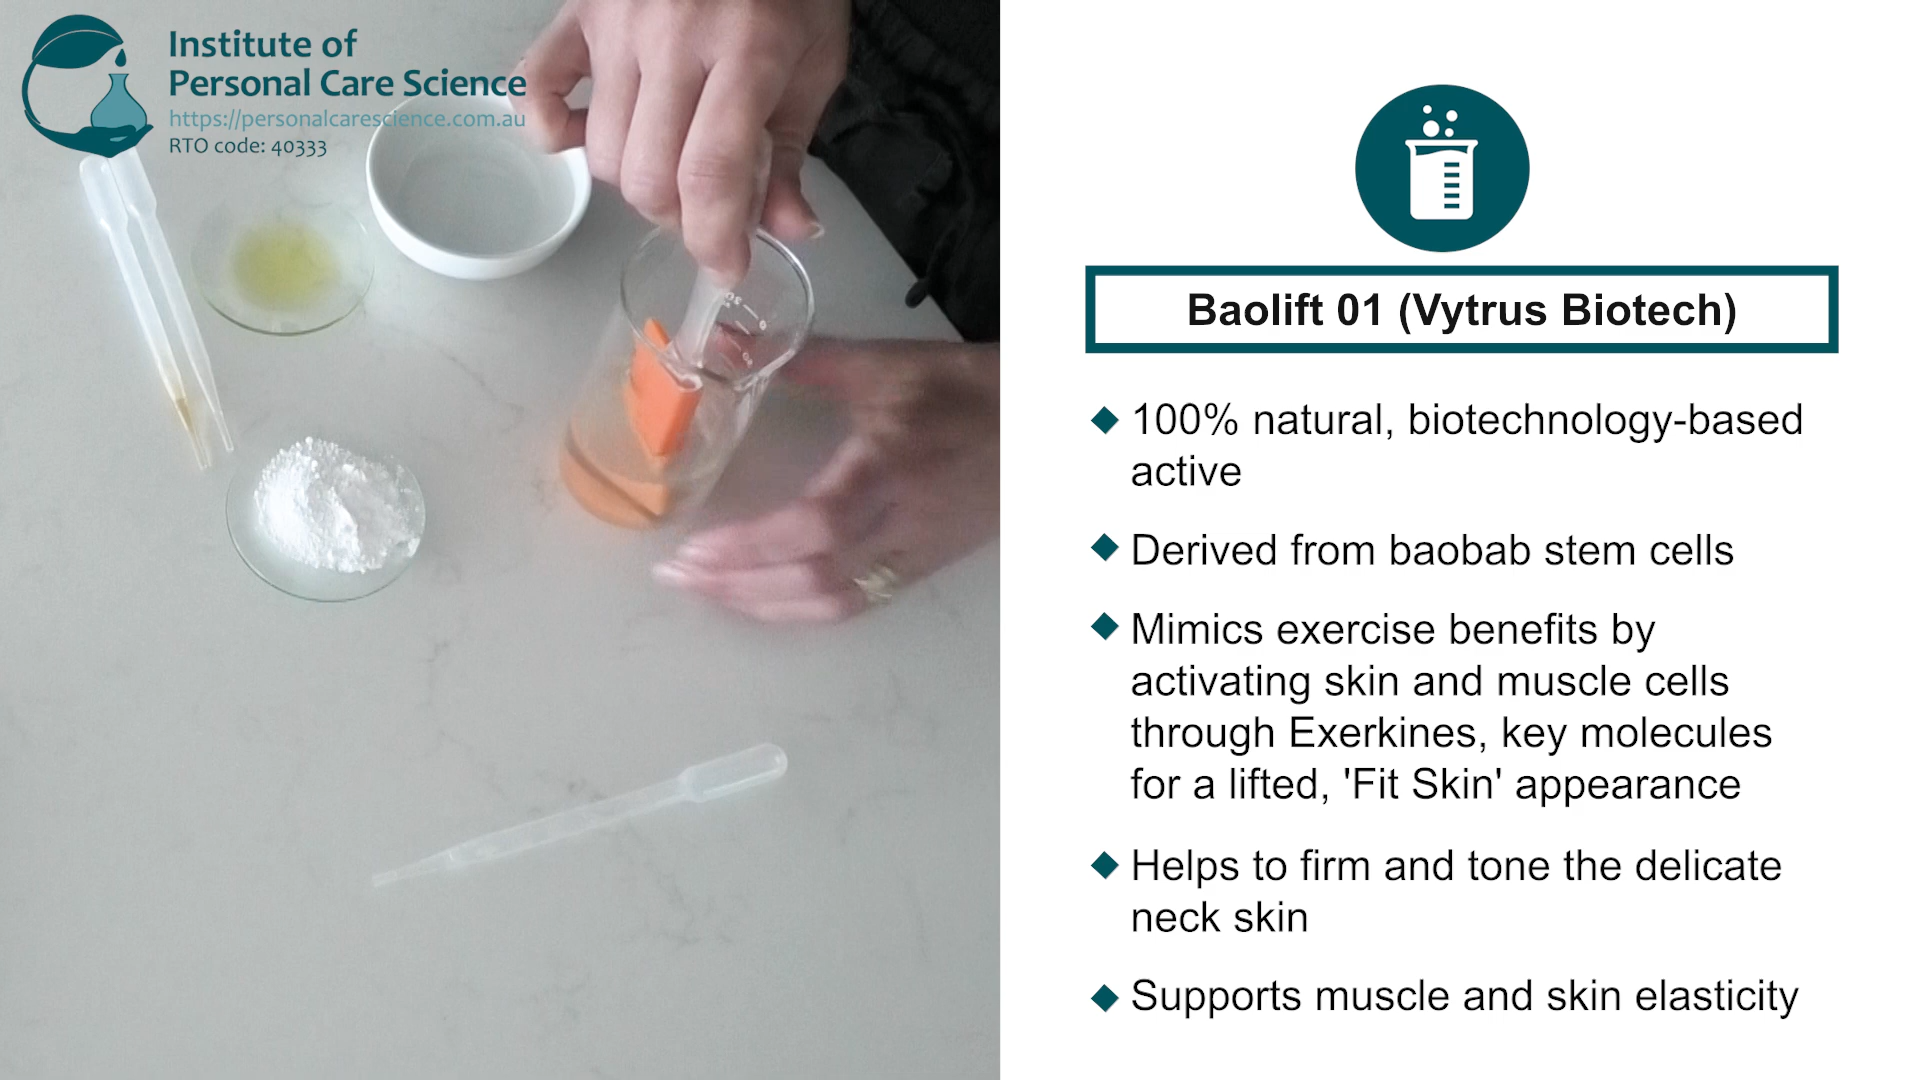 Institute of
Personal Care Science
https://personalcarescience.com.au
RTO code: 40333
Baolift 01 (Vytrus Biotech)
100% natural, biotechnology-based
active
Derived from baobab stem cells
Mimics exercise benefits by
activating skin and muscle cells
through Exerkines, key molecules
for a lifted, 'Fit Skin' appearance
Helps to firm and tone the delicate
neck skin
Supports muscle and skin elasticity